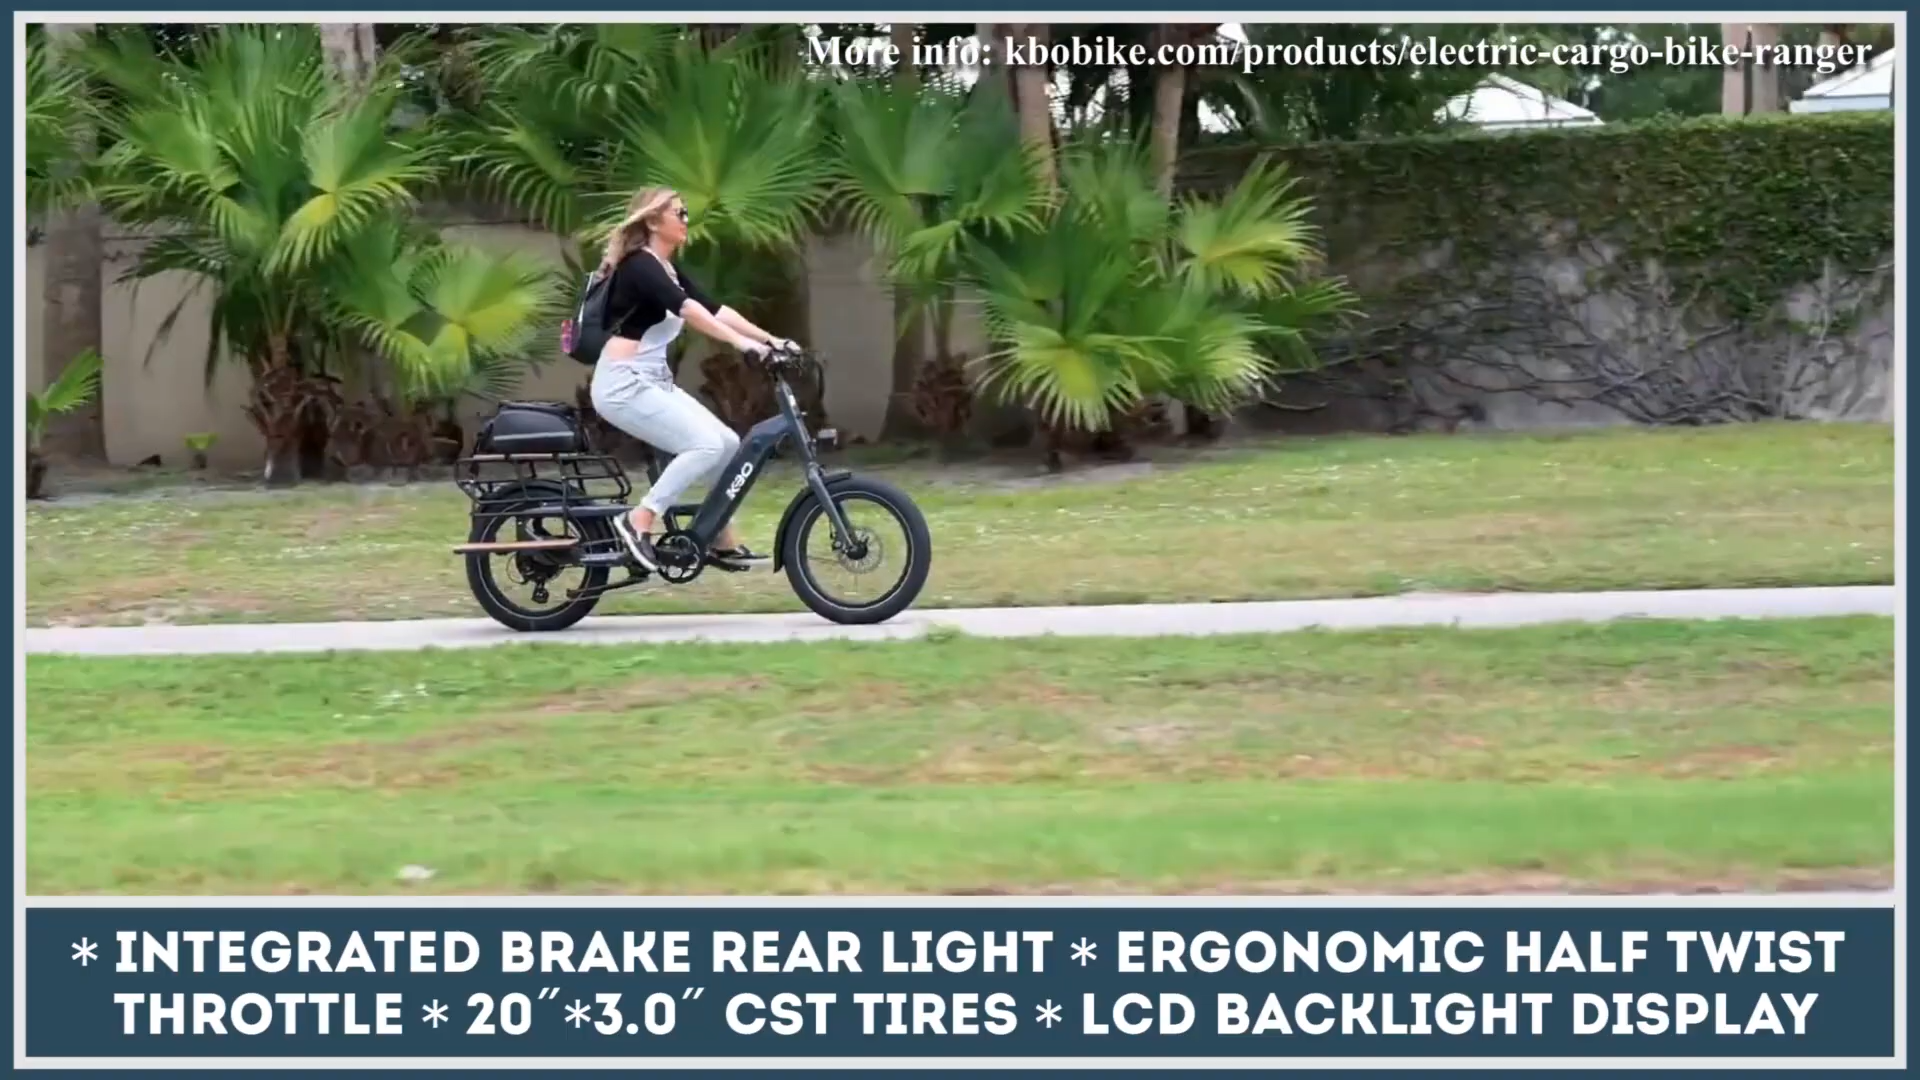 More info: kbobike.com/products/electric-cargo-bike-ranger
KBO
* INTEGRATED BRAKE REAR LIGHT * ERGONOMIC HALF TWIST
THROTTLE * 20˝*3.0˝ CST TIRES * LCD BACKLIGHT DISPLAY